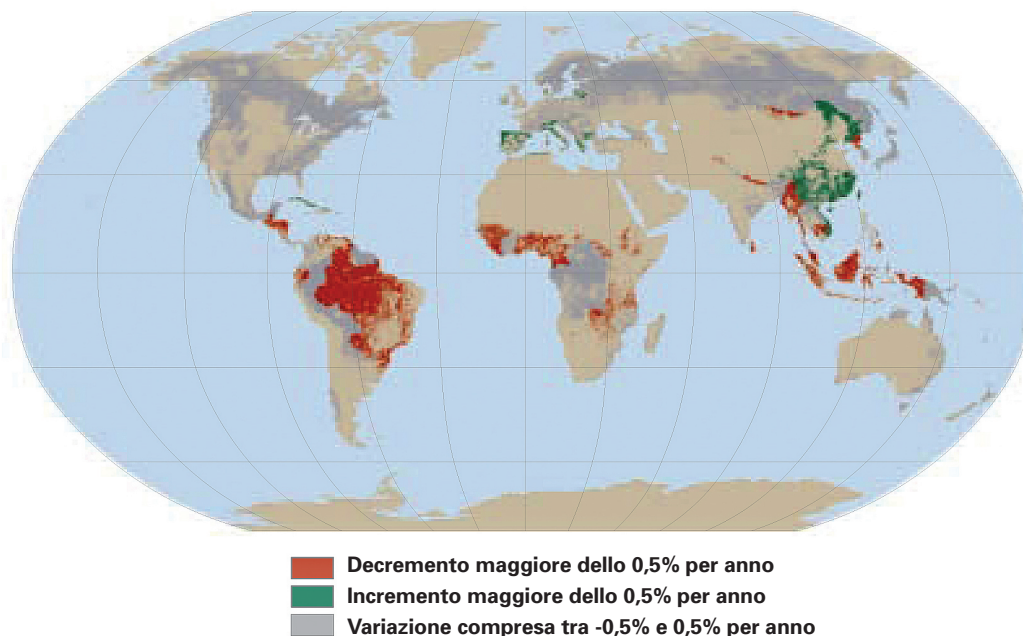 Decremento maggiore dello 0,5% per anno
Incremento maggiore dello 0,5% per anno
Variazione compresa tra -0,5% e 0,5% per anno